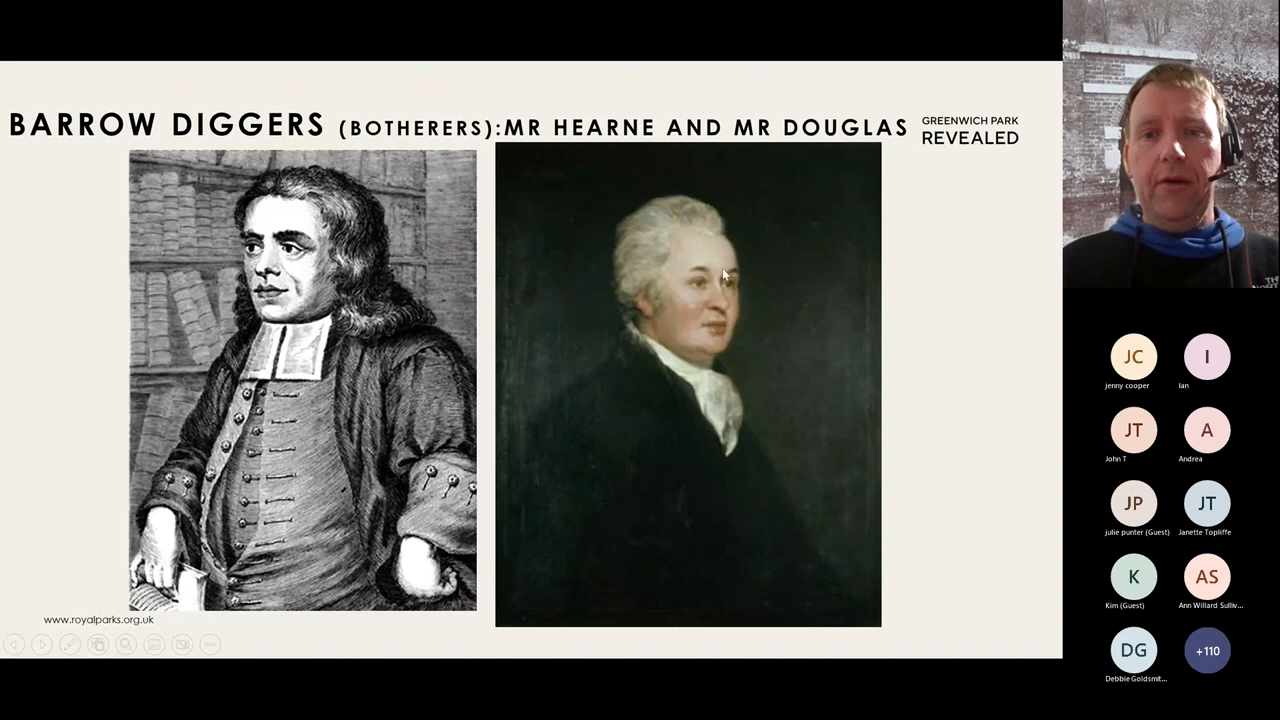 BARROW DIGGERS (BOTHERERS):MR HEARNE AND MR DOUGLAS
GREENWICH PARK
REVEALED
www.royalparks.org.uk
JC
I
jenny cooper
Ian
JT
A
John T
Andrea
JP
JT
julie punter (Guest)
Janette Topliffe
K
AS
Kim (Guest)
Ann Willard Sulliv...
DG
+110
Debbie Goldsmit...